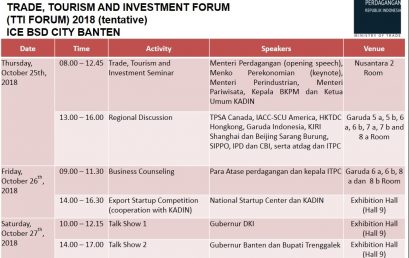 TRADE, TOURISM AND INVESTMENT FORUM
(TTI FORUM) 2018 (tentative)
ICE BSD CITY BANTEN
PERDAGANGAN
MINISTRY OF TRADE
Date Time Activity Speakers Venue
Thursday, October 25th, 2018
08.00 – 12.45
Trade, Tourism and
Investment Seminar
Menteri Perdagangan (opening speech),
Menko Perekonomian (keynote),
Menteri Perindustrian, Menteri
Pariwisata, Kepala BKPM dan Ketua
Umum KADIN
Nusantara 2
Room
13.00 – 16.00
Regional Discussion
TPSA Canada, IACC-SCU America, HKTDC
Hongkong, Garuda Indonesia, KJRI
Shanghai dan Beijing Sarang Burung,
SIPPO, IPD dan CBI, serta atdag dan ITPC
Garuda 5 a, 5 b, 6
a, 6 b, 7 a, 7 b and
8 a Room
Friday,
October 26th,
2018
09.00 – 11.30
Business Counseling
Para Atase perdagangan dan kepala ITPC
Garuda 6 a, 6 b, 8
a dan 8 b Room
14.00 – 16.30
Export Startup Competition
(cooperation with KADIN)
National Startup Center dan KADIN
Exhibition Hall
(Hall 9)
Saturday,
October 27th,
2018
10.00 – 12.15
Talk Show 1
Gubernur DKI
Exhibition Hall
(Hall 9)
14.00 – 17.00
Talk Show 2
Gubernur Banten dan Bupati Trenggalek
Exhibition Hall
(Hall 9)